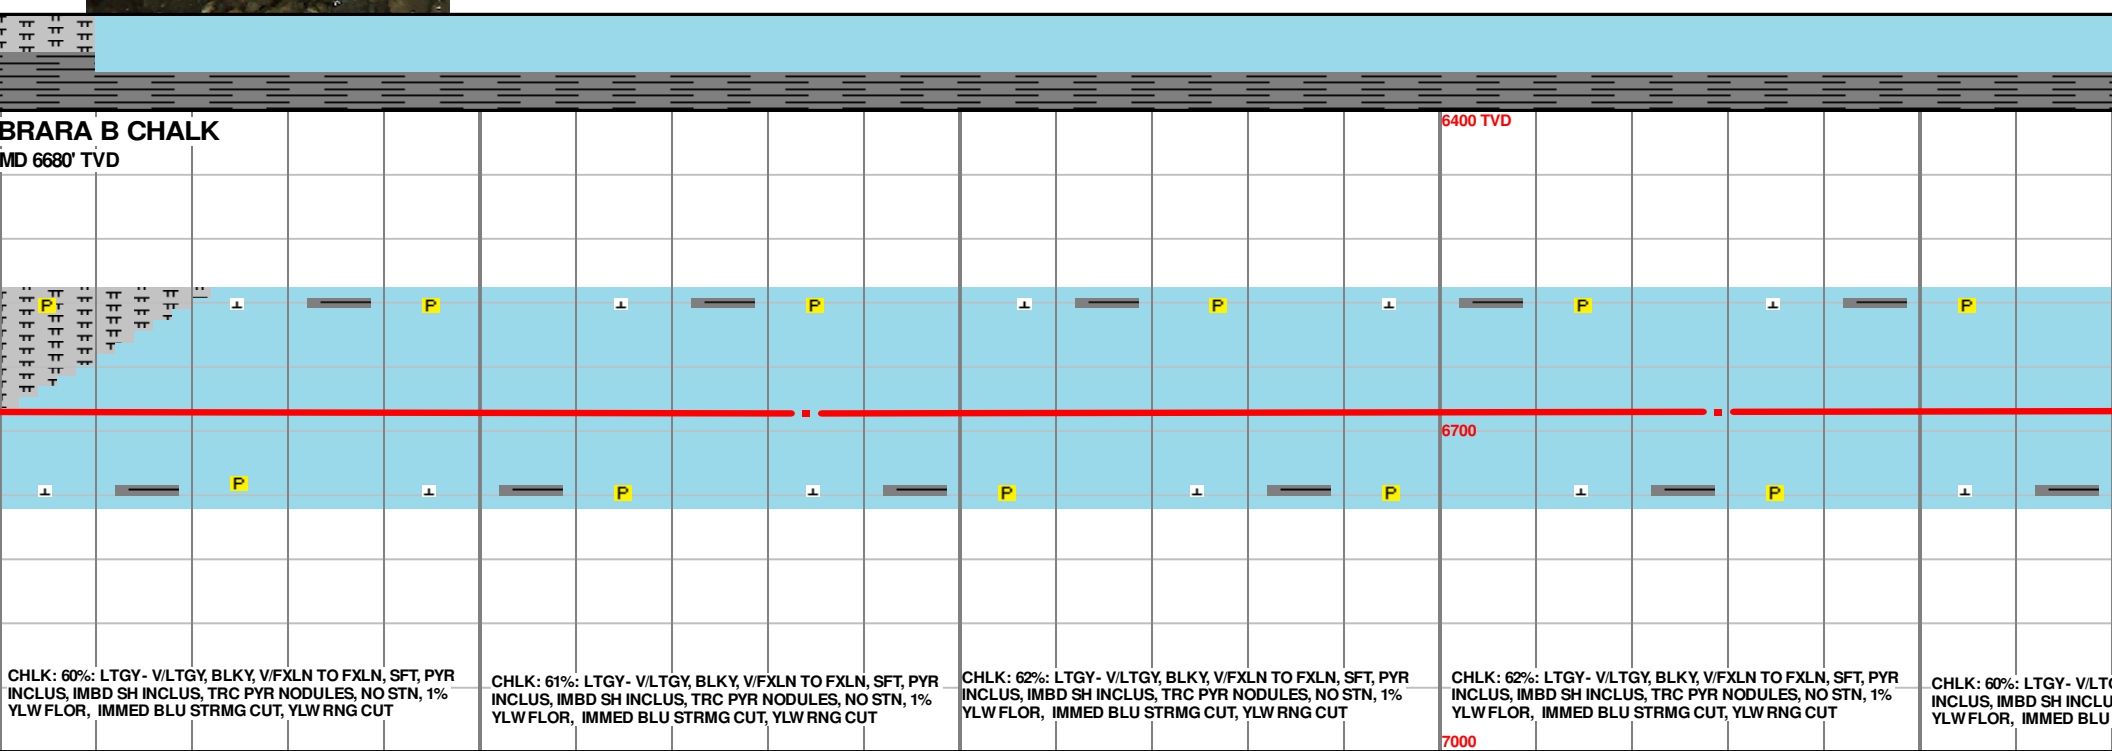 BRARA B CHALK
MD 6680' TVD
6400 TVD
P P P P P P
6700
P P P P P
CHLK: 60%: LTGY- V/LTGY, BLKY, V/FXLN TO FXLN, SFT, PYR
INCLUS, IMBD SH INCLUS, TRC PYR NODULES, NO STN, 1%
YLW FLOR, IMMED BLU STRMG CUT, YLW RNG CUT
CHLK: 61%: LTGY- V/LTGY, BLKY, V/FXLN TO FXLN, SFT, PYR
INCLUS, IMBD SH INCLUS, TRC PYR NODULES, NO STN, 1%
YLW FLOR, IMMED BLU STRMG CUT, YLW RNG CUT
CHLK: 62%: LTGY- V/LTGY, BLKY, V/FXLN TO FXLN, SFT, PYR
INCLUS, IMBD SH INCLUS, TRC PYR NODULES, NO STN, 1%
YLW FLOR, IMMED BLU STRMG CUT, YLW RNG CUT
CHLK: 62%: LTGY- V/LTGY, BLKY, V/FXLN TO FXLN, SFT, PYR
INCLUS, IMBD SH INCLUS, TRC PYR NODULES, NO STN, 1%
YLW FLOR, IMMED BLU STRMG CUT, YLW RNG CUT
CHLK: 60%: LTGY- V/LTG
INCLUS, IMBD SH INCLU
YLW FLOR, IMMED BLU
7000